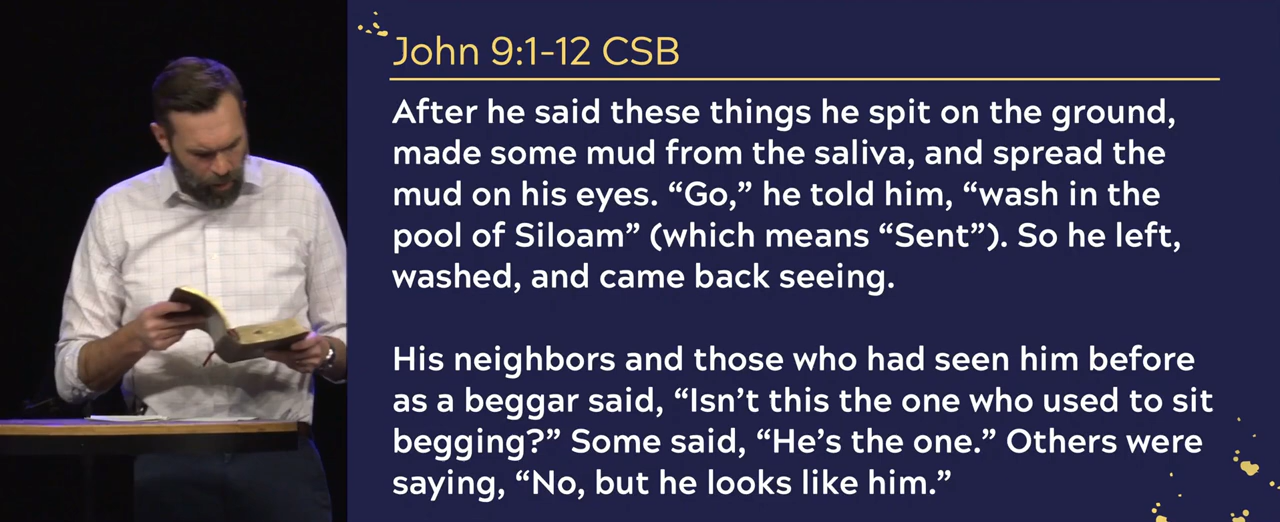 John 9:1-12 CSB
After he said these things he spit on the ground,
made some mud from the saliva, and spread the
mud on his eyes. “Go,” he told him, “wash in the
pool of Siloam” (which means “Sent”). So he left,
washed, and came back seeing.
His neighbors and those who had seen him before
as a beggar said, “Isn’t this the one who used to sit
begging?” Some said, “He’s the one.” Others were
saying, “No, but he looks like him.”